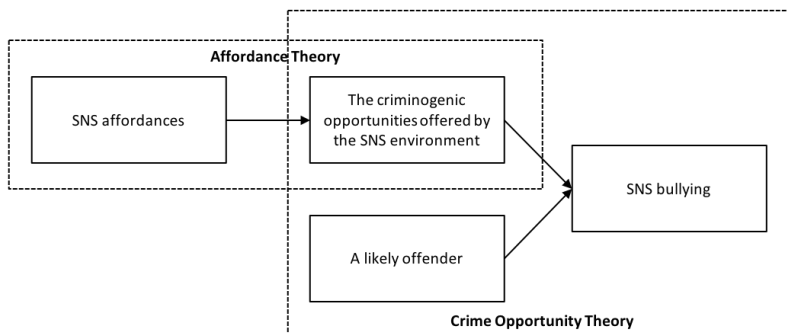 Affordance Theory
SNS affordances
The criminogenic
opportunities offered by
the SNS environment
SNS bullying
A likely offender
Crime Opportunity Theory